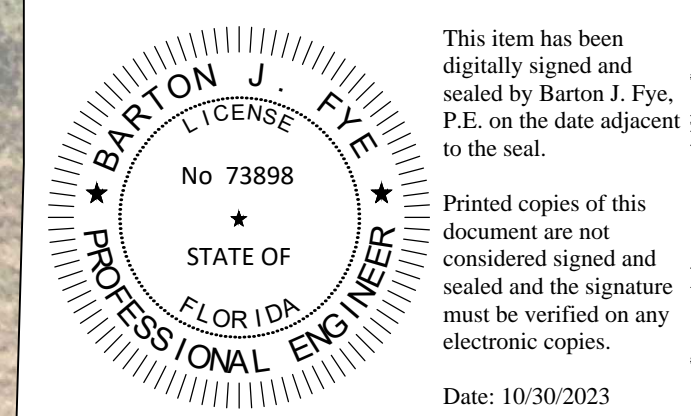 BARTON J. FYE
LICENSE
No 73898
★
STATE OF
FLORIDA
★ PROFESSIONAL ENGINEER ★
This item has been
digitally signed and
sealed by Barton J. Fye,
P.E. on the date adjacent
to the seal.
Printed copies of this
document are not
considered signed and
sealed and the signature
must be verified on any
electronic copies.
Date: 10/30/2023